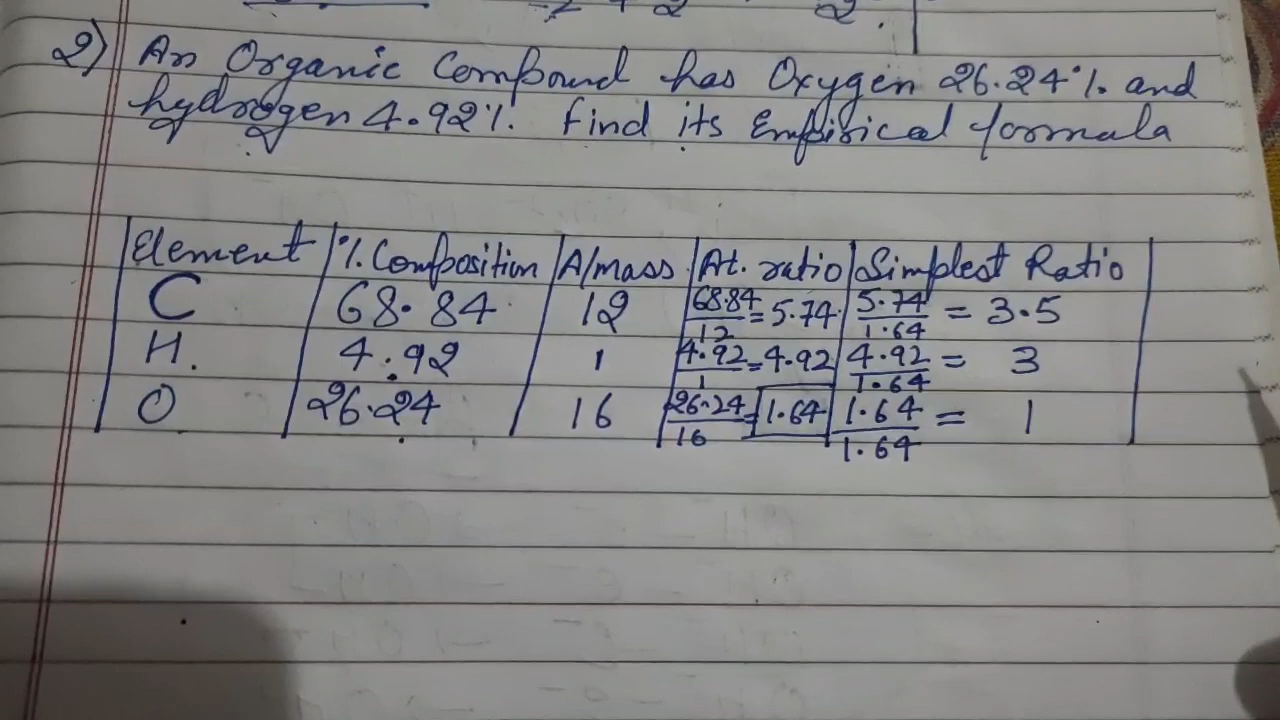 2) An Organic Compound has Oxygen 26.24%. and
hydrogen 4.92%. find its Empirical formala
Element %. Composition A/mass At. ratio Simplest Ratio
C 68.84 12 68.84/12 = 5.74 5.74/1.64 = 3.5
H. 4.92 1 4.92/1 = 4.92 4.92/1.64 = 3
O 26.24 16 26.24/16 = 1.64 1.64/1.64 = 1